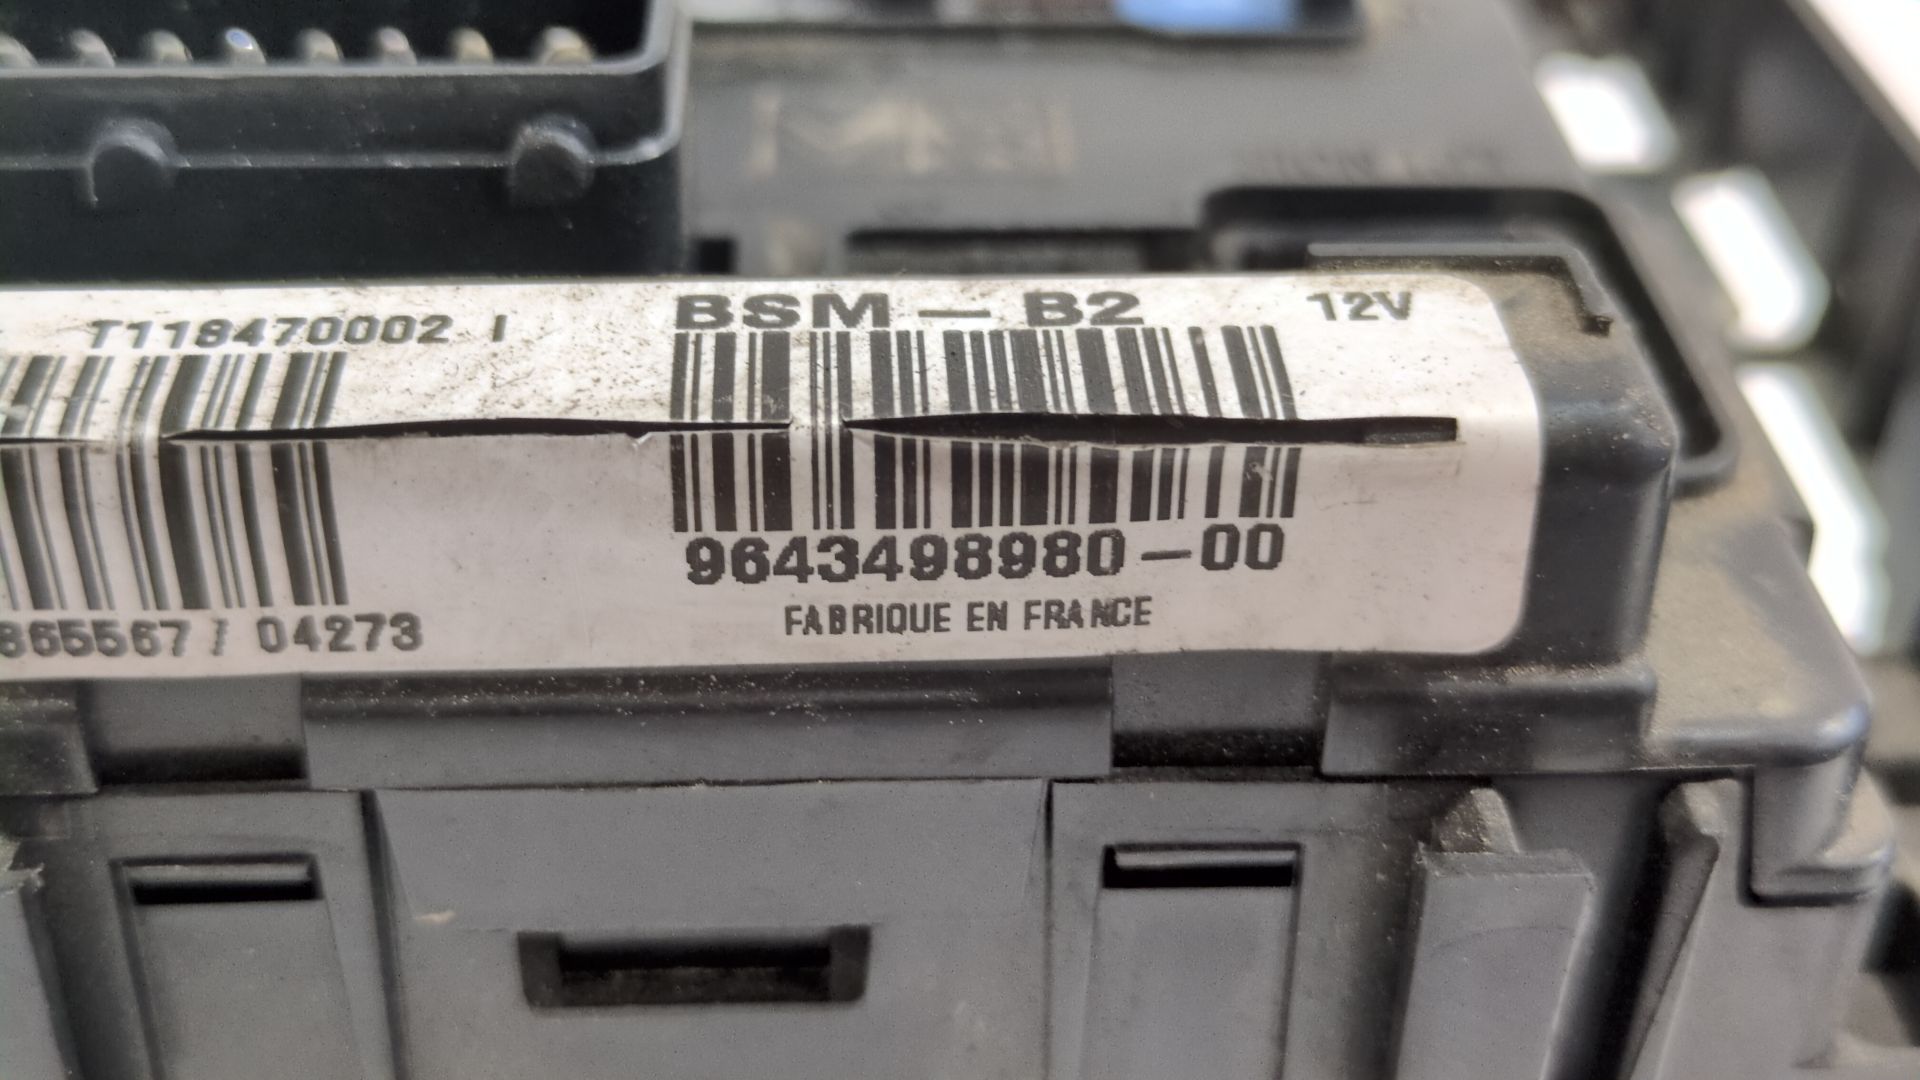 T118470002 I
BSM-B2
12V
9643498980-00
FABRIQUE EN FRANCE
865567/ 04273